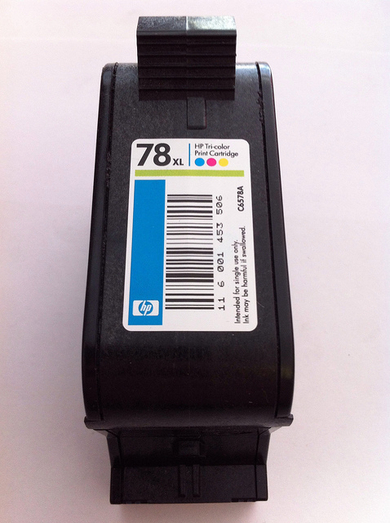 78XL
HP Tri-color
Print Cartridge
C6578A
11 6 001 453 506
Intended for single use only.
Ink may be harmful if swallowed.
hp